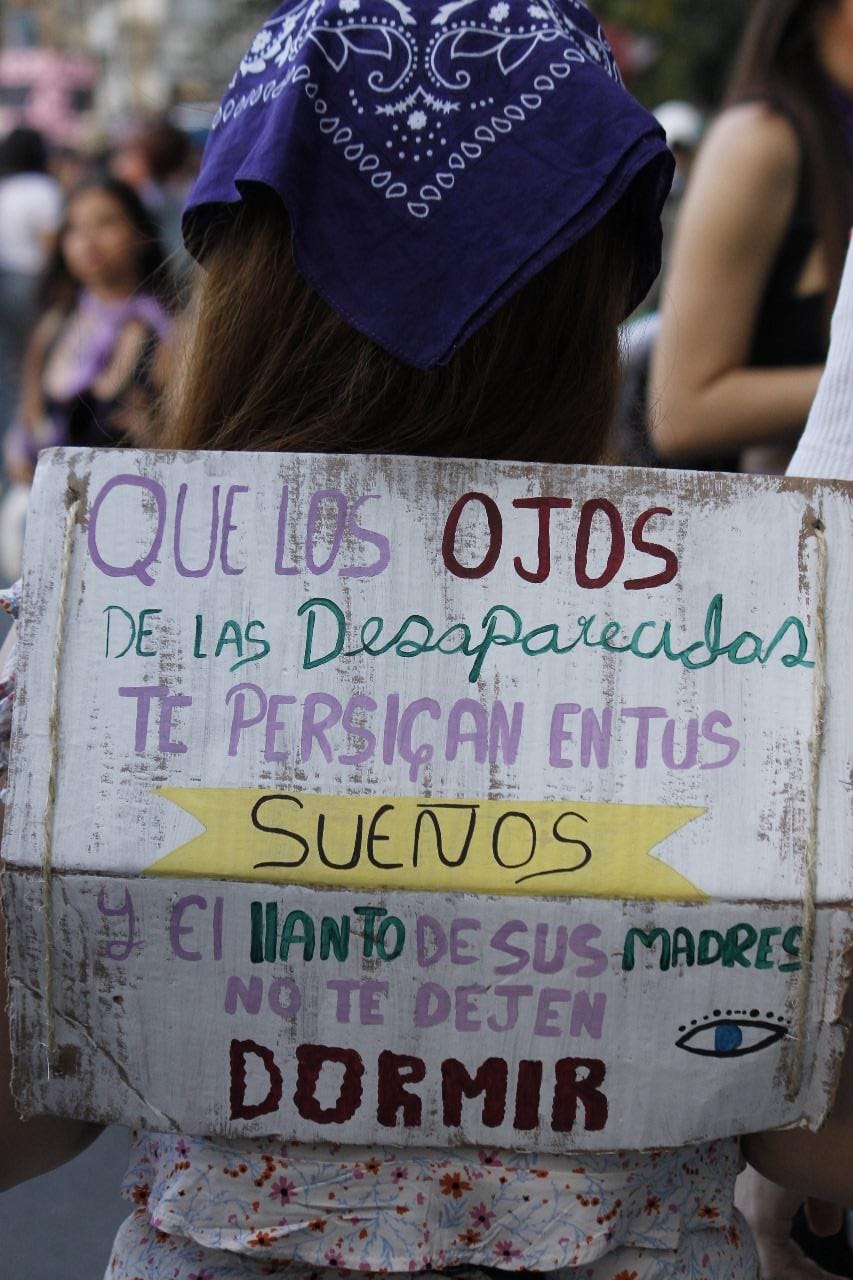 QUE LOS OJOS
DE LAS Desaparecidas
TE PERSIGAN EN TUS
SUEÑOS
y El llANTO DE SUS MADRES
NO TE DEJEN
DORMIR